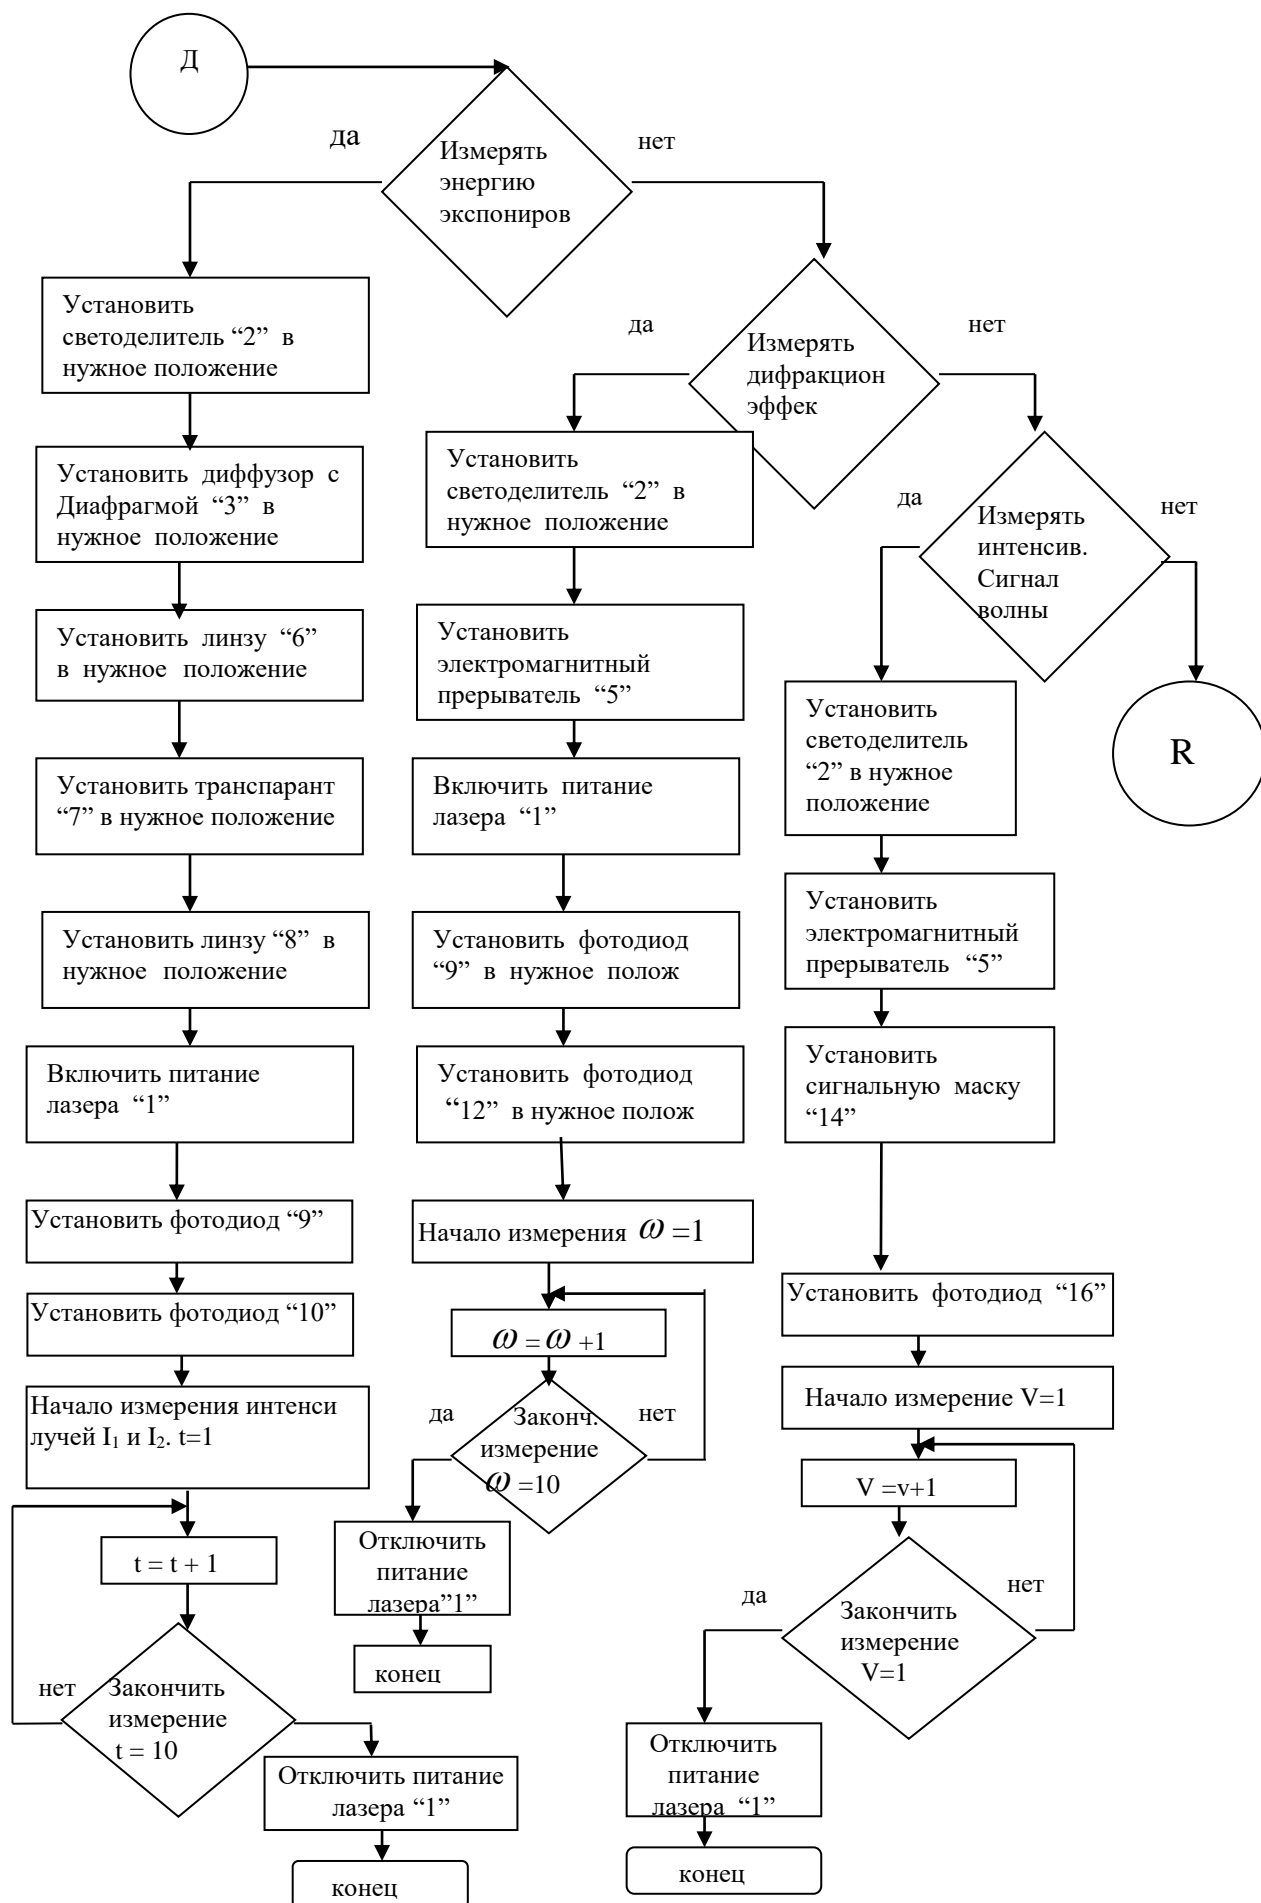 Д
да
нет
Измерять
энергию
экспониров
Установить
светоделитель “2” в
нужное положение
да
нет
Измерять
дифракцион
эффек
Установить диффузор с
Диафрагмой “3” в
нужное положение
Установить
светоделитель “2” в
нужное положение
да
нет
Измерять
интенсив.
Сигнал
волны
Установить линзу “6”
в нужное положение
Установить
электромагнитный
прерыватель “5”
Установить
светоделитель
“2” в нужное
положение
R
Установить транспарант
“7” в нужное положение
Включить питание
лазера “1”
Установить линзу “8” в
нужное положение
Установить фотодиод
“9” в нужное полож
Установить
электромагнитный
прерыватель “5”
Включить питание
лазера “1”
Установить фотодиод
“12” в нужное полож
Установить
сигнальную маску
“14”
Установить фотодиод “9”
Начало измерения ω =1
Установить фотодиод “10”
Установить фотодиод “16”
ω = ω +1
Начало измерения интенси
лучей I₁ и I₂. t=1
Начало измерение V=1
да
нет
Законч.
измерение
ω =10
V =v+1
t = t + 1
Отключить
питание
лазера”1”
да
нет
Закончить
измерение
V=1
конец
нет
Закончить
измерение
t = 10
Отключить питание
лазера “1”
Отключить
питание
лазера “1”
конец
конец